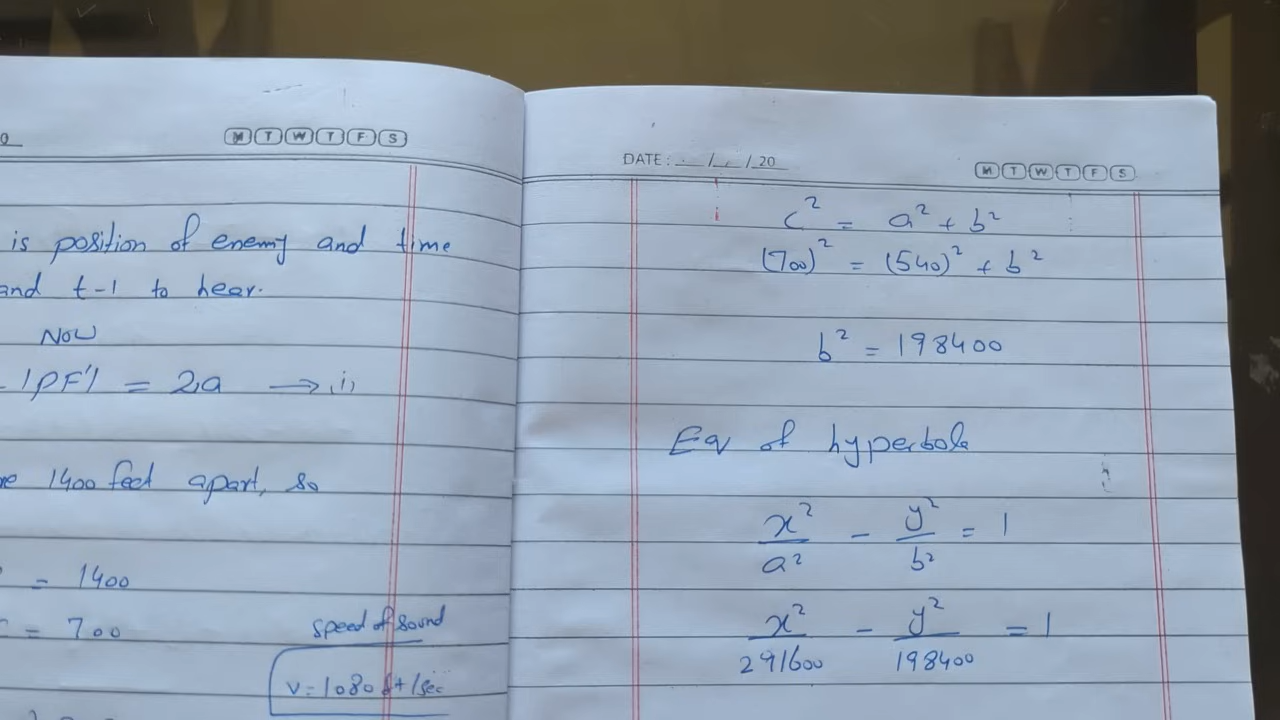 M T W T F S
is position of enemy and time
and t-1 to hear.
Now
|PF'| = 2a → i)
1400 feet apart, so
= 1400
= 700
speed of sound
v = 1080 ft/sec
DATE: / /20
M T W T F S
c² = a² + b²
(700)² = (540)² + b²
b² = 198400
Eq of hyperbola
x²/a² - y²/b² = 1
x²/291600 - y²/198400 = 1